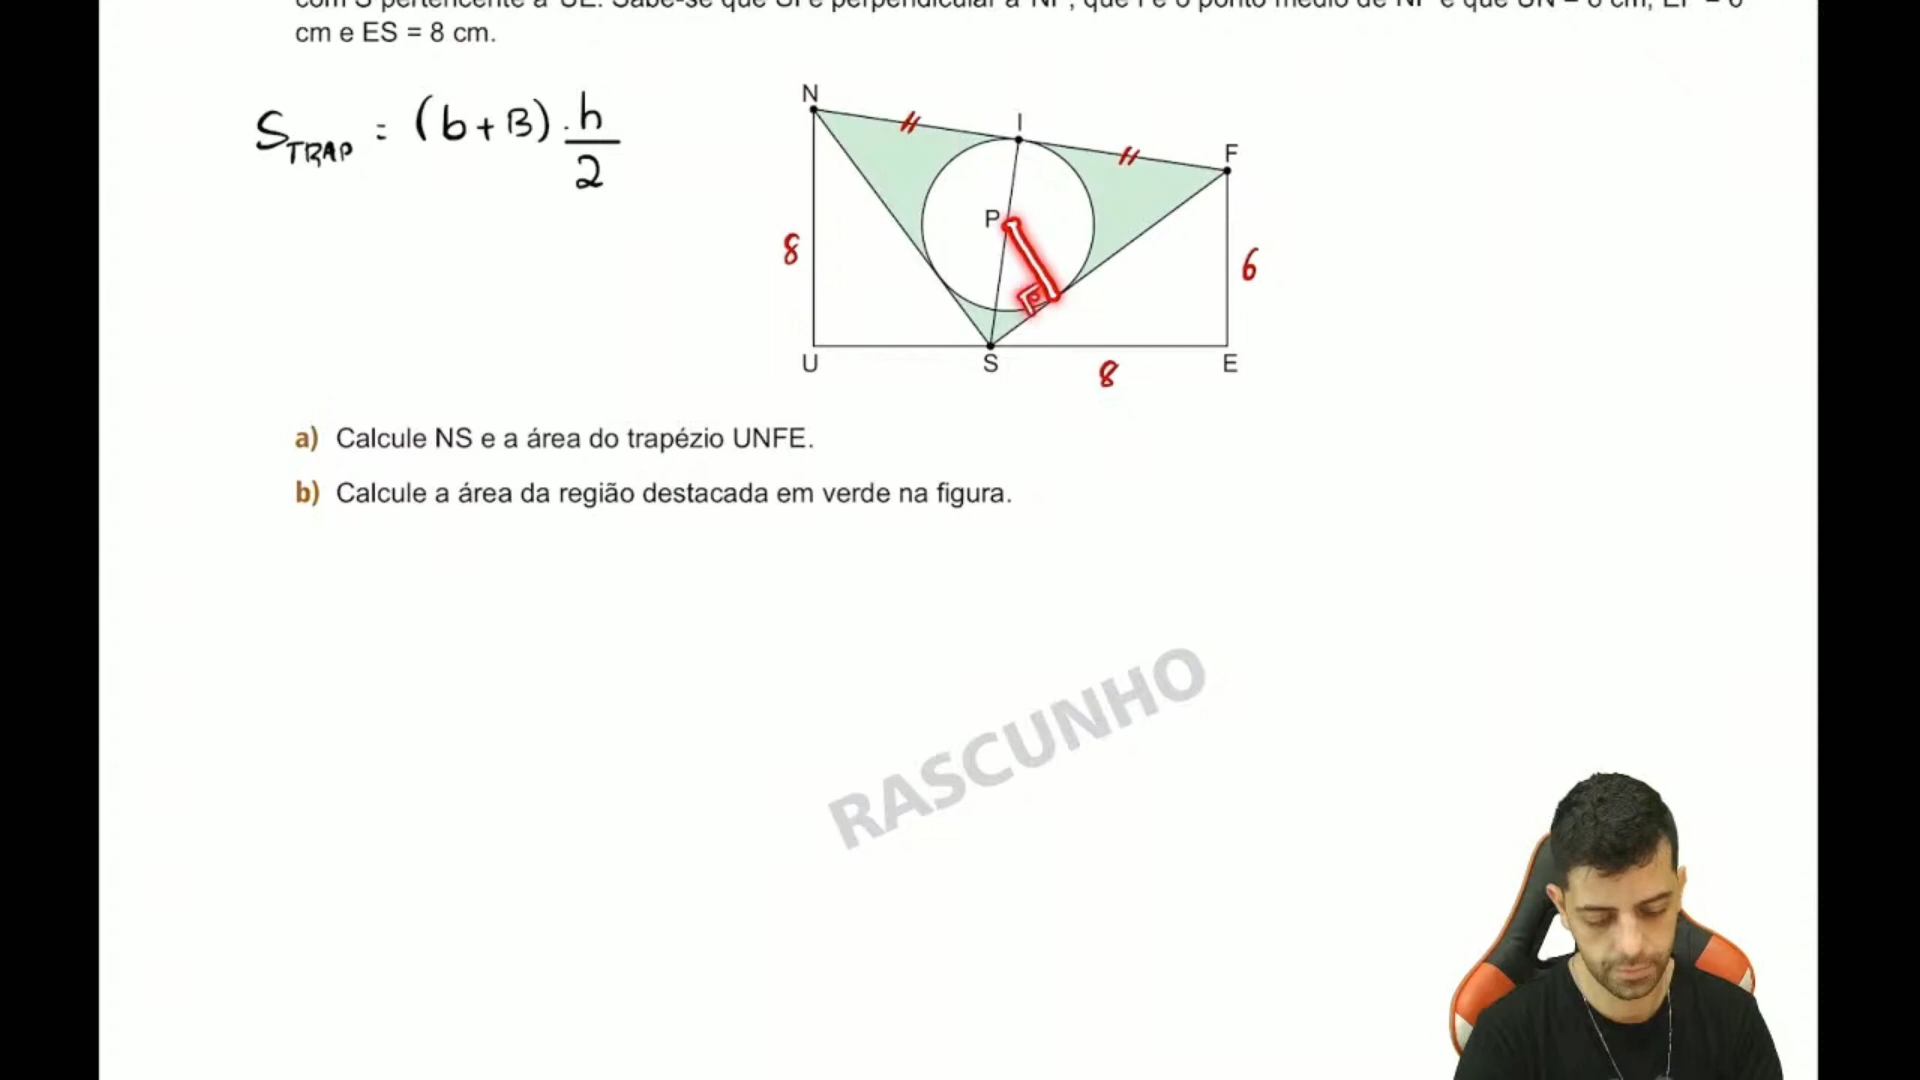 cm e ES = 8 cm.
S TRAP = (b+B) . h
2
N
I
F
P
8
6
U
S
E
8
a) Calcule NS e a área do trapézio UNFE.
b) Calcule a área da região destacada em verde na figura.
RASCUNHO